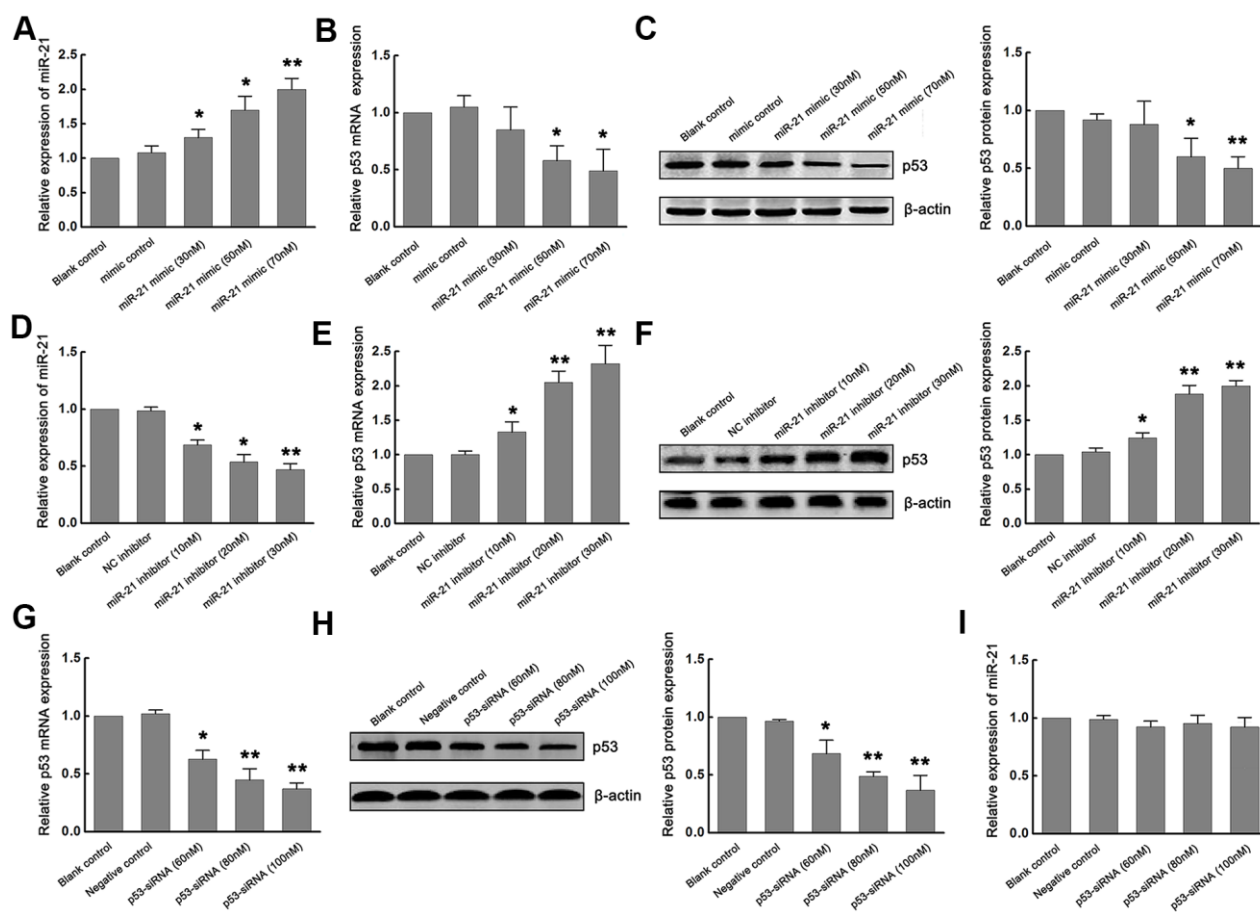 A
Relative expression of miR-21
2.5
2.0
1.5
1.0
0.5
0.0
*
*
**
Blank control
mimic control
miR-21 mimic (30nM)
miR-21 mimic (50nM)
miR-21 mimic (70nM)
B
Relative p53 mRNA expression
1.5
1.0
0.5
0.0
*
*
Blank control
mimic control
miR-21 mimic (30nM)
miR-21 mimic (50nM)
miR-21 mimic (70nM)
C
Blank control
mimic control
miR-21 mimic (30nM)
miR-21 mimic (50nM)
miR-21 mimic (70nM)
p53
β-actin
Relative p53 protein expression
1.5
1.0
0.5
0.0
*
**
Blank control
mimic control
miR-21 mimic (30nM)
miR-21 mimic (50nM)
miR-21 mimic (70nM)
D
Relative expression of miR-21
1.5
1.0
0.5
0.0
*
*
**
Blank control
NC inhibitor
miR-21 inhibitor (10nM)
miR-21 inhibitor (20nM)
miR-21 inhibitor (30nM)
E
Relative p53 mRNA expression
2.5
2.0
1.5
1.0
0.5
0.0
*
**
**
Blank control
NC inhibitor
miR-21 inhibitor (10nM)
miR-21 inhibitor (20nM)
miR-21 inhibitor (30nM)
F
Blank control
NC inhibitor
miR-21 inhibitor (10nM)
miR-21 inhibitor (20nM)
miR-21 inhibitor (30nM)
p53
β-actin
Relative p53 protein expression
2.5
2.0
1.5
1.0
0.5
0.0
*
**
**
Blank control
NC inhibitor
miR-21 inhibitor (10nM)
miR-21 inhibitor (20nM)
miR-21 inhibitor (30nM)
G
Relative p53 mRNA expression
1.5
1.0
0.5
0.0
*
**
**
Blank control
Negative control
p53-siRNA (60nM)
p53-siRNA (80nM)
p53-siRNA (100nM)
H
Blank control
Negative control
p53-siRNA (60nM)
p53-siRNA (80nM)
p53-siRNA (100nM)
p53
β-actin
Relative p53 protein expression
1.5
1.0
0.5
0.0
*
**
**
Blank control
Negative control
p53-siRNA (60nM)
p53-siRNA (80nM)
p53-siRNA (100nM)
I
Relative expression of miR-21
1.5
1.0
0.5
0.0
Blank control
Negative control
p53-siRNA (60nM)
p53-siRNA (80nM)
p53-siRNA (100nM)